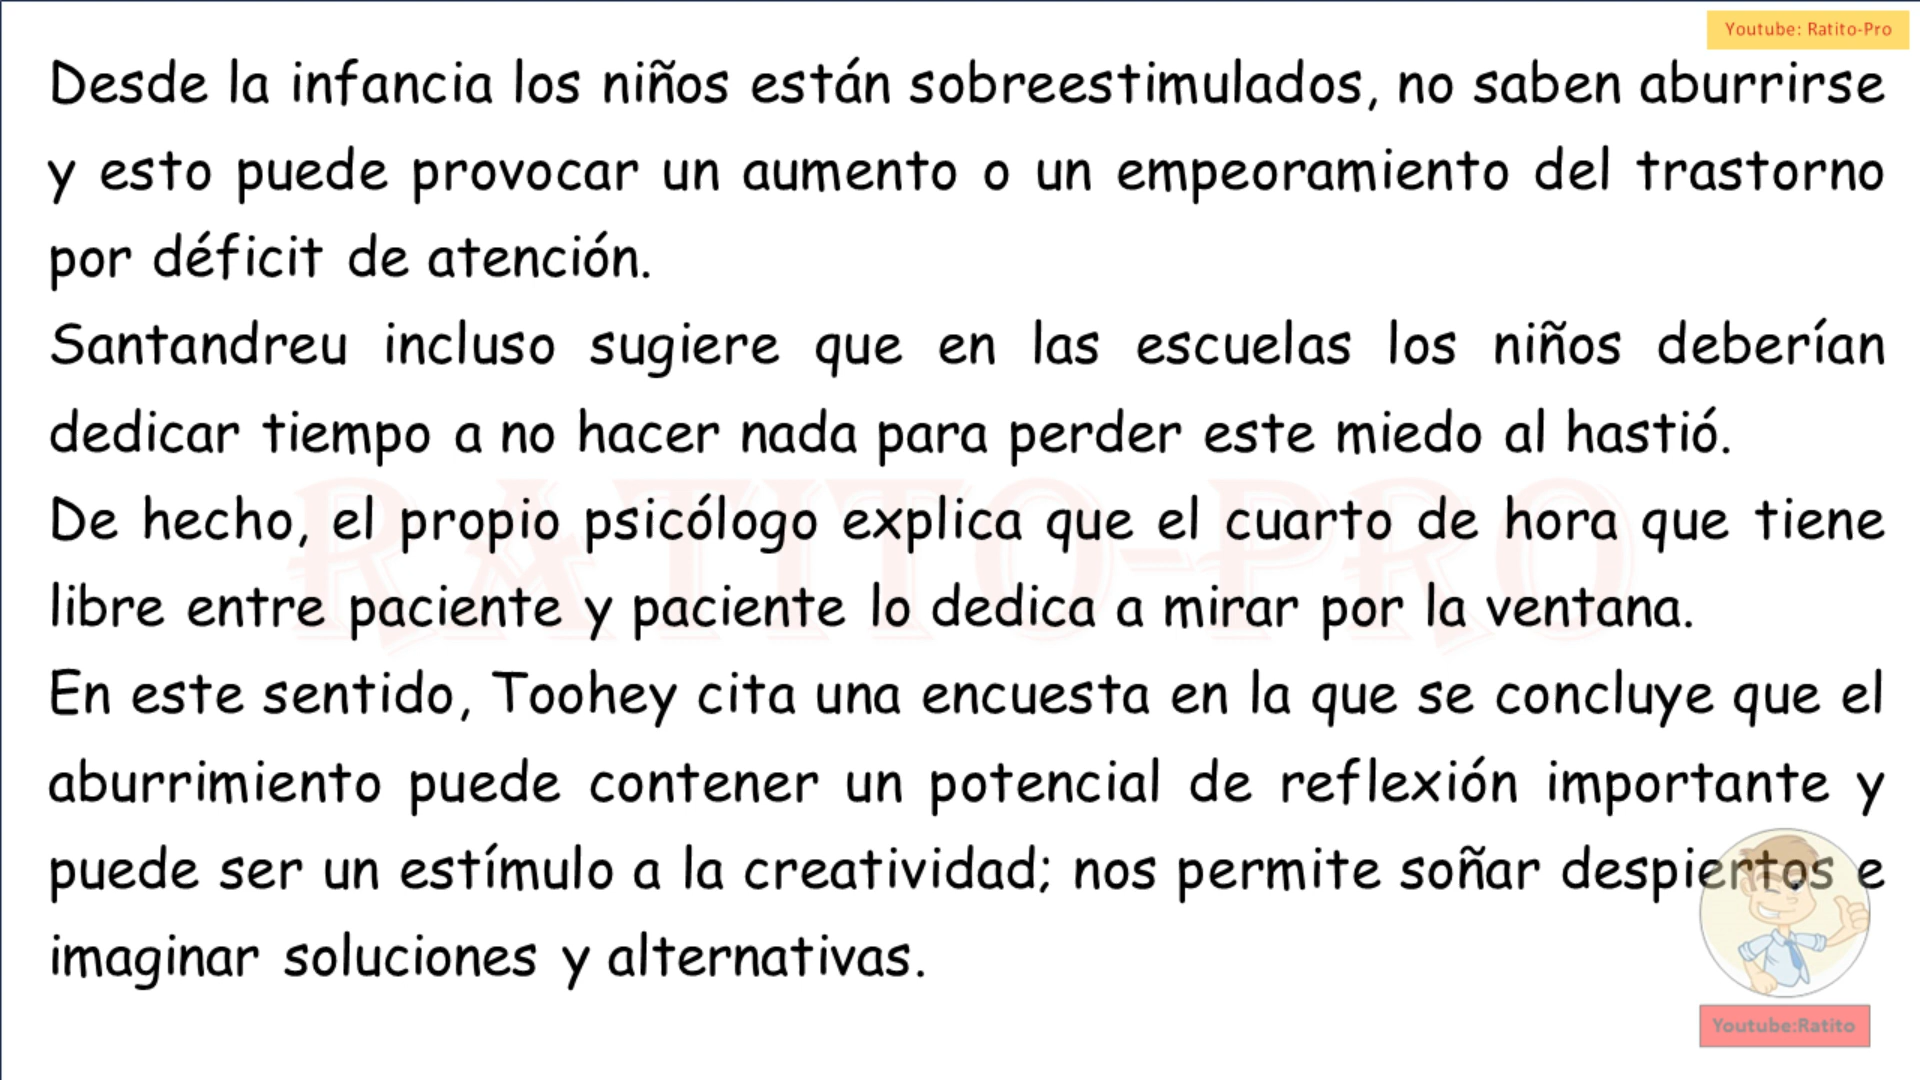 Youtube: Ratito-Pro
Desde la infancia los niños están sobreestimulados, no saben aburrirse
y esto puede provocar un aumento o un empeoramiento del trastorno
por déficit de atención.
Santandreu incluso sugiere que en las escuelas los niños deberían
dedicar tiempo a no hacer nada para perder este miedo al hastió.
De hecho, el propio psicólogo explica que el cuarto de hora que tiene
libre entre paciente y paciente lo dedica a mirar por la ventana.
RATITO-PRO
En este sentido, Toohey cita una encuesta en la que se concluye que el
aburrimiento puede contener un potencial de reflexión importante y
puede ser un estímulo a la creatividad; nos permite soñar despiertos e
imaginar soluciones y alternativas.
Youtube:Ratito